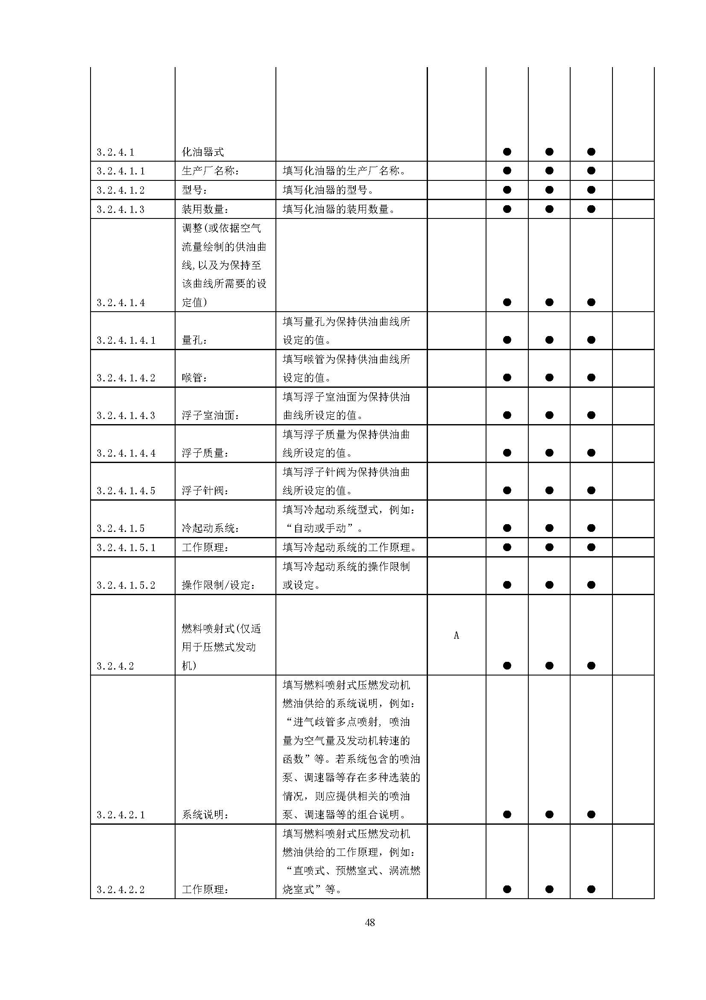 3.2.4.1 化油器式 ● ● ●
3.2.4.1.1 生产厂名称: 填写化油器的生产厂名称。 ● ● ●
3.2.4.1.2 型号: 填写化油器的型号。 ● ● ●
3.2.4.1.3 装用数量: 填写化油器的装用数量。 ● ● ●
调整(或依据空气
流量绘制的供油曲
线,以及为保持至
该曲线所需要的设
3.2.4.1.4 定值) ● ● ●
填写量孔为保持供油曲线所
3.2.4.1.4.1 量孔: 设定的值。 ● ● ●
填写喉管为保持供油曲线所
3.2.4.1.4.2 喉管: 设定的值。 ● ● ●
填写浮子室油面为保持供油
3.2.4.1.4.3 浮子室油面: 曲线所设定的值。 ● ● ●
填写浮子质量为保持供油曲
3.2.4.1.4.4 浮子质量: 线所设定的值。 ● ● ●
填写浮子针阀为保持供油曲
3.2.4.1.4.5 浮子针阀: 线所设定的值。 ● ● ●
填写冷起动系统型式，例如:
3.2.4.1.5 冷起动系统: “自动或手动”。 ● ● ●
3.2.4.1.5.1 工作原理: 填写冷起动系统的工作原理。 ● ● ●
填写冷起动系统的操作限制
3.2.4.1.5.2 操作限制/设定: 或设定。 ● ● ●
燃料喷射式(仅适
用于压燃式发动 A
3.2.4.2 机) ● ● ●
填写燃料喷射式压燃发动机
燃油供给的系统说明，例如:
“进气歧管多点喷射, 喷油
量为空气量及发动机转速的
函数”等。若系统包含的喷油
泵、调速器等存在多种选装的
情况，则应提供相关的喷油
3.2.4.2.1 系统说明: 泵、调速器等的组合说明。 ● ● ●
填写燃料喷射式压燃发动机
燃油供给的工作原理，例如:
“直喷式、预燃室式、涡流燃
3.2.4.2.2 工作原理: 烧室式”等。 ● ● ●
48